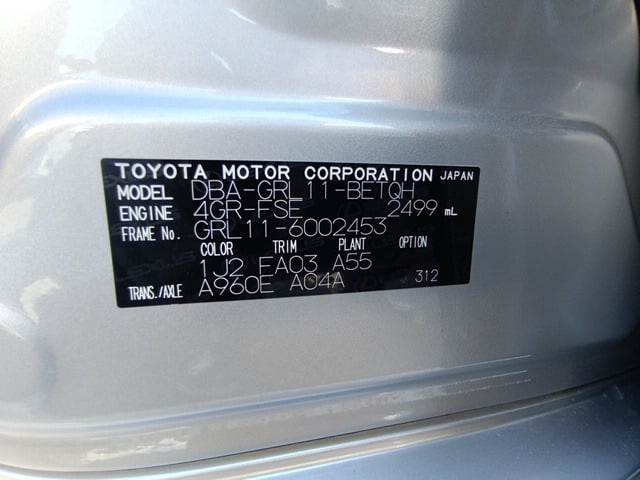 TOYOTA MOTOR CORPORATION JAPAN
MODEL DBA-GRL11-BETQH
ENGINE 4GR-FSE 2499 mL
FRAME No. GRL11-6002453
COLOR TRIM PLANT OPTION
1J2 EA03 A55
TRANS./AXLE A960E A04A 312